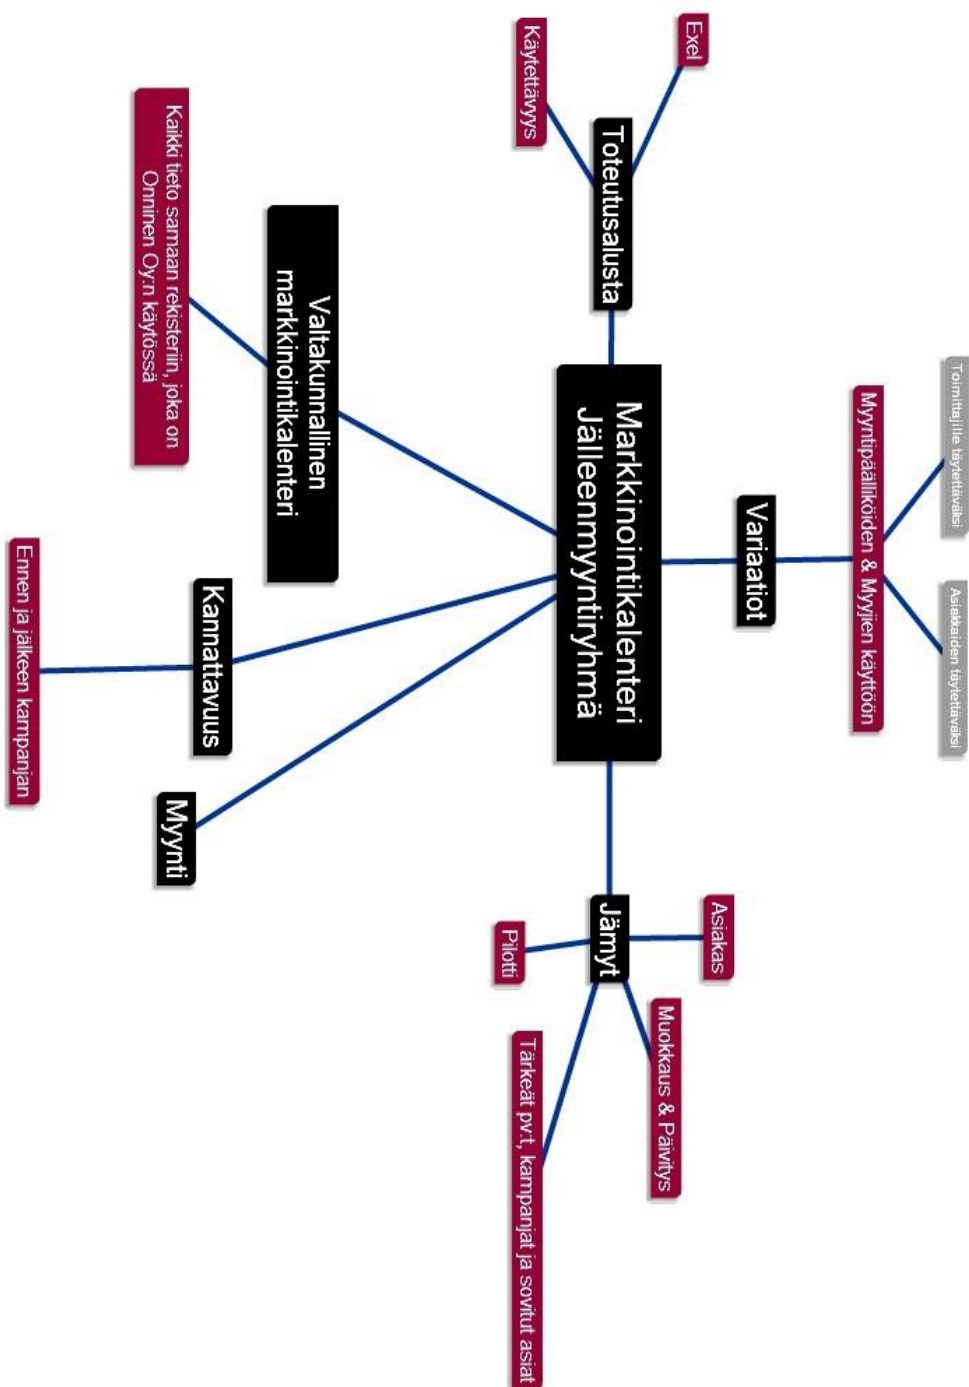 Toimittajille täytettäväksi
Asiakkaiden täytettäväksi
Myyntipäälliköiden & Myyjien käyttöön
Variaatiot
Exel
Asiakas
Muokkaus & Päivitys
Toteutusalusta
Markkinointikalenteri
Jälleenmyyntiryhmä
Jämyt
Käytettävyys
Pilotti
Tärkeät pv:t, kampanjat ja sovitut asiat
Valtakunnallinen
markkinointikalenteri
Kannattavuus
Myynti
Kaikki tieto samaan rekisteriin, joka on
Onninen Oy:n käytössä
Ennen ja jälkeen kampanjan